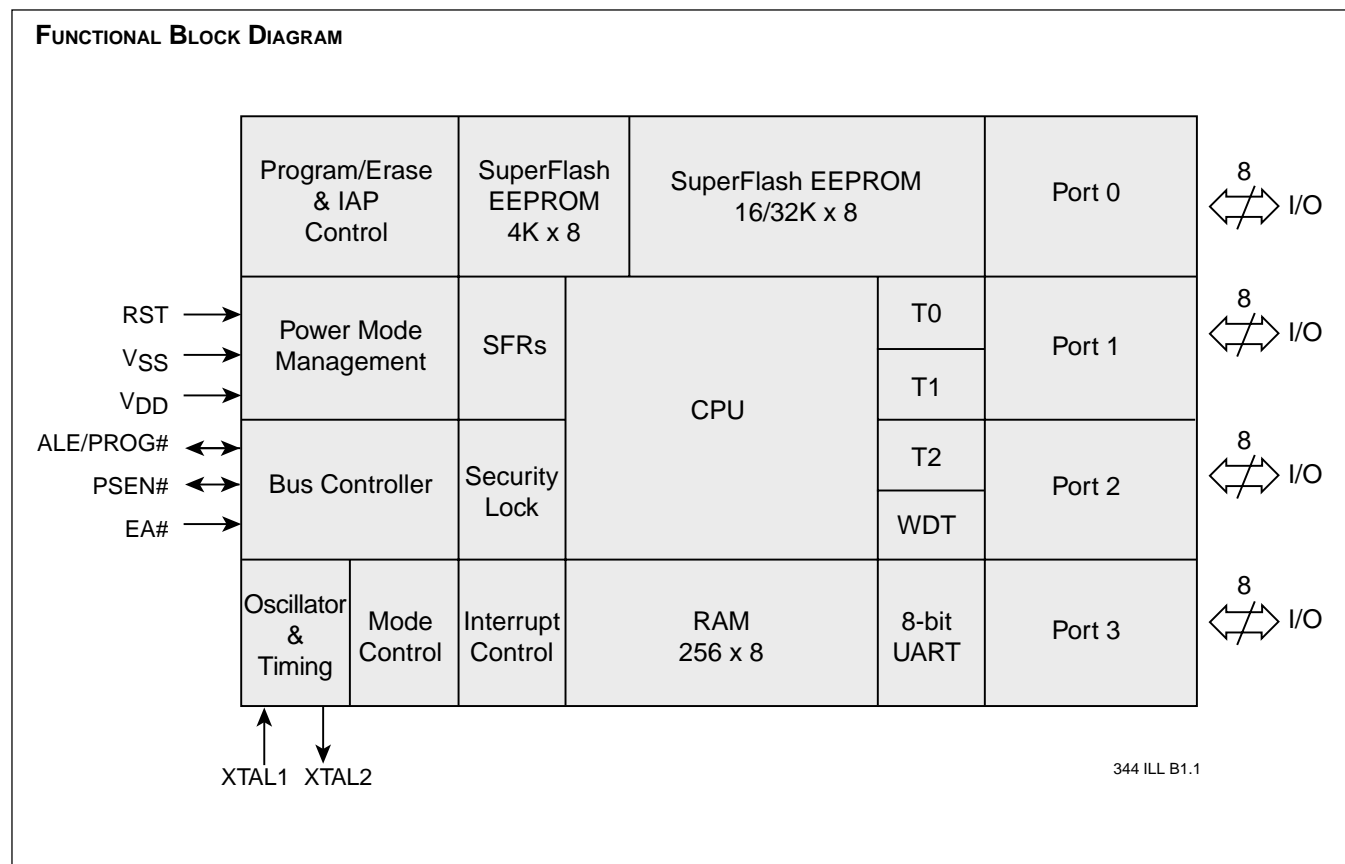 FUNCTIONAL BLOCK DIAGRAM
Program/Erase
& IAP
Control
SuperFlash
EEPROM
4K x 8
SuperFlash EEPROM
16/32K x 8
Port 0
8
I/O
RST
VSS
VDD
Power Mode
Management
SFRs
CPU
T0
T1
Port 1
8
I/O
ALE/PROG#
PSEN#
EA#
Bus Controller
Security
Lock
T2
WDT
Port 2
8
I/O
Oscillator
&
Timing
Mode
Control
Interrupt
Control
RAM
256 x 8
8-bit
UART
Port 3
8
I/O
XTAL1
XTAL2
344 ILL B1.1